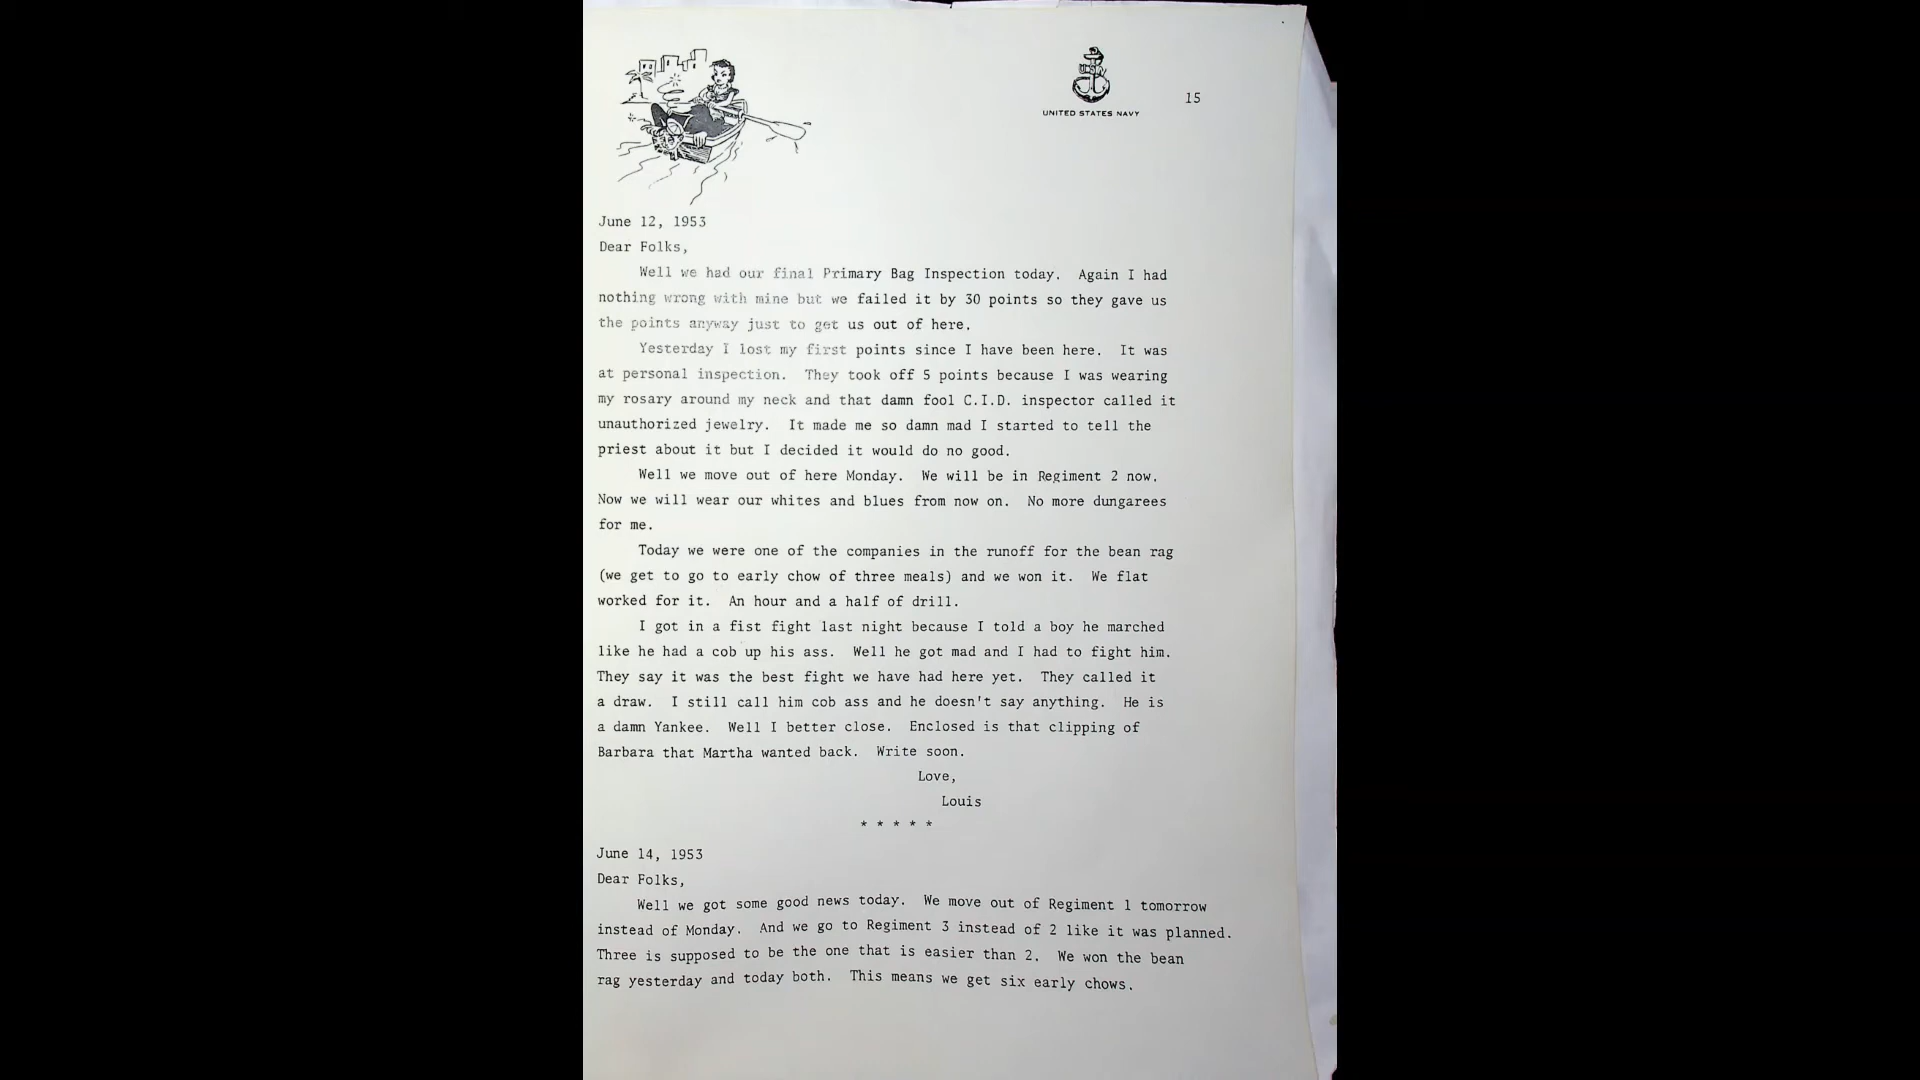 USN
UNITED STATES NAVY
15
June 12, 1953
Dear Folks,
Well we had our final Primary Bag Inspection today. Again I had
nothing wrong with mine but we failed it by 30 points so they gave us
the points anyway just to get us out of here.
Yesterday I lost my first points since I have been here. It was
at personal inspection. They took off 5 points because I was wearing
my rosary around my neck and that damn fool C.I.D. inspector called it
unauthorized jewelry. It made me so damn mad I started to tell the
priest about it but I decided it would do no good.
Well we move out of here Monday. We will be in Regiment 2 now.
Now we will wear our whites and blues from now on. No more dungarees
for me.
Today we were one of the companies in the runoff for the bean rag
(we get to go to early chow of three meals) and we won it. We flat
worked for it. An hour and a half of drill.
I got in a fist fight last night because I told a boy he marched
like he had a cob up his ass. Well he got mad and I had to fight him.
They say it was the best fight we have had here yet. They called it
a draw. I still call him cob ass and he doesn't say anything. He is
a damn Yankee. Well I better close. Enclosed is that clipping of
Barbara that Martha wanted back. Write soon.
Love,
Louis
* * * * *
June 14, 1953
Dear Folks,
Well we got some good news today. We move out of Regiment 1 tomorrow
instead of Monday. And we go to Regiment 3 instead of 2 like it was planned.
Three is supposed to be the one that is easier than 2. We won the bean
rag yesterday and today both. This means we get six early chows.